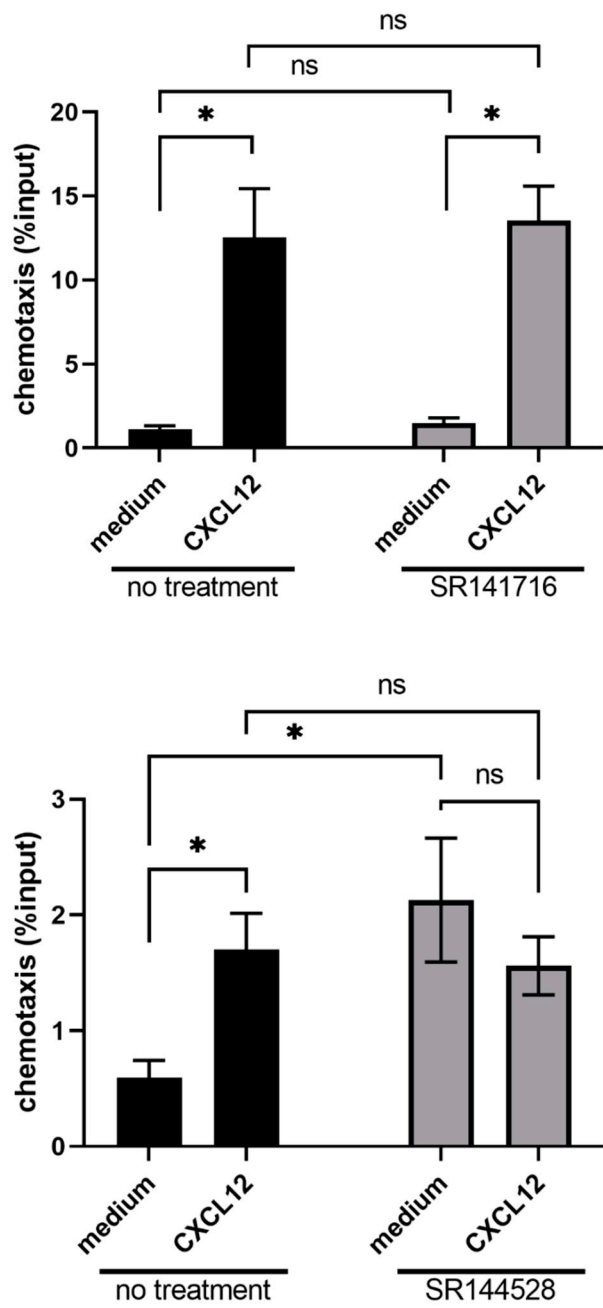 ns
ns
* *
20
15
10
5
0
chemotaxis (%input)
medium CXCL12 medium CXCL12
no treatment SR141716
ns
*
ns
*
3
2
1
0
chemotaxis (%input)
medium CXCL12 medium CXCL12
no treatment SR144528